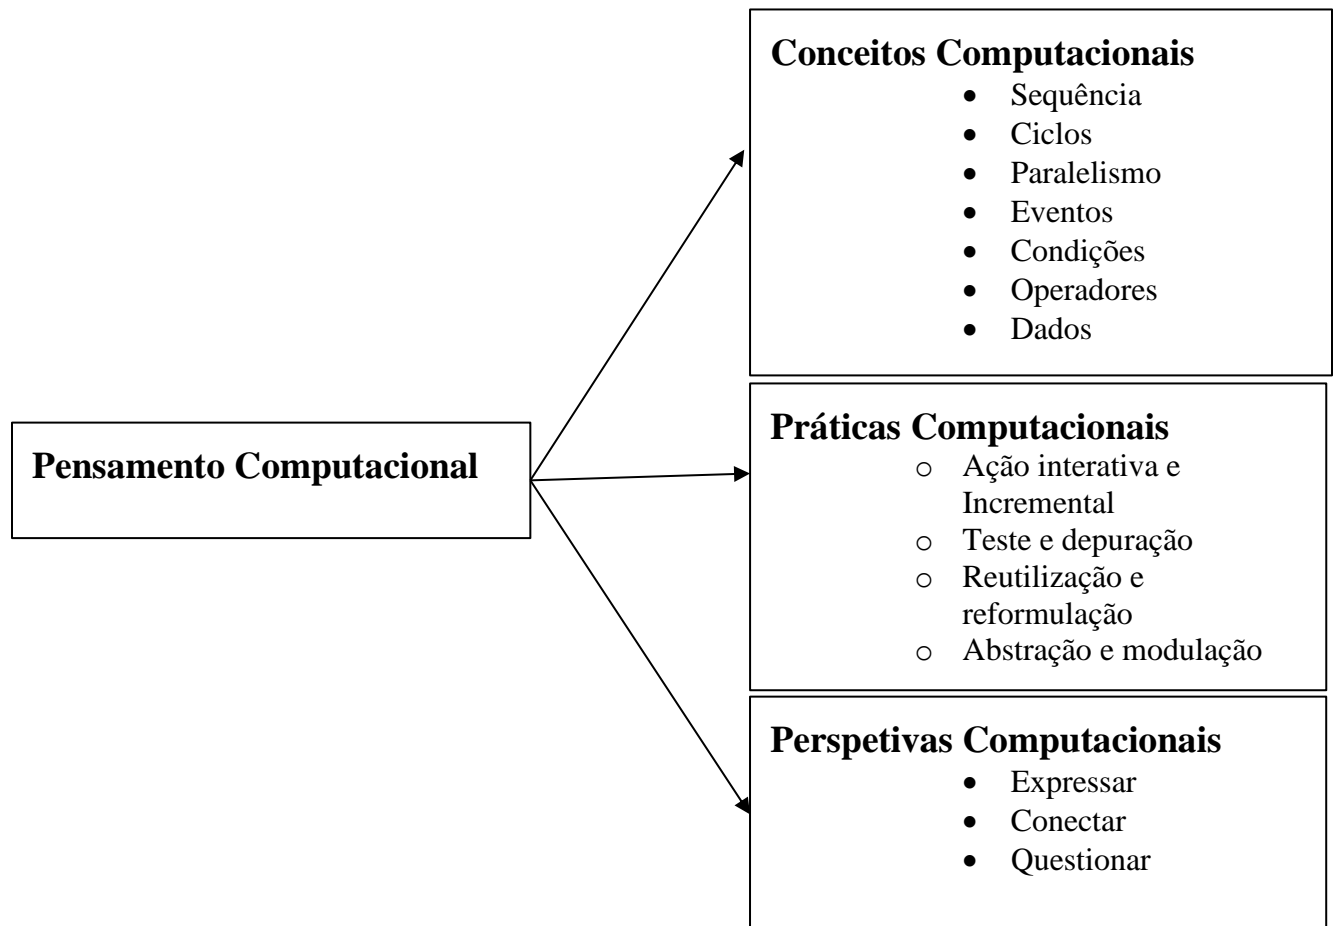 Conceitos Computacionais
• Sequência
• Ciclos
• Paralelismo
• Eventos
• Condições
• Operadores
• Dados
Pensamento Computacional
Práticas Computacionais
o Ação interativa e
Incremental
o Teste e depuração
o Reutilização e
reformulação
o Abstração e modulação
Perspetivas Computacionais
• Expressar
• Conectar
• Questionar